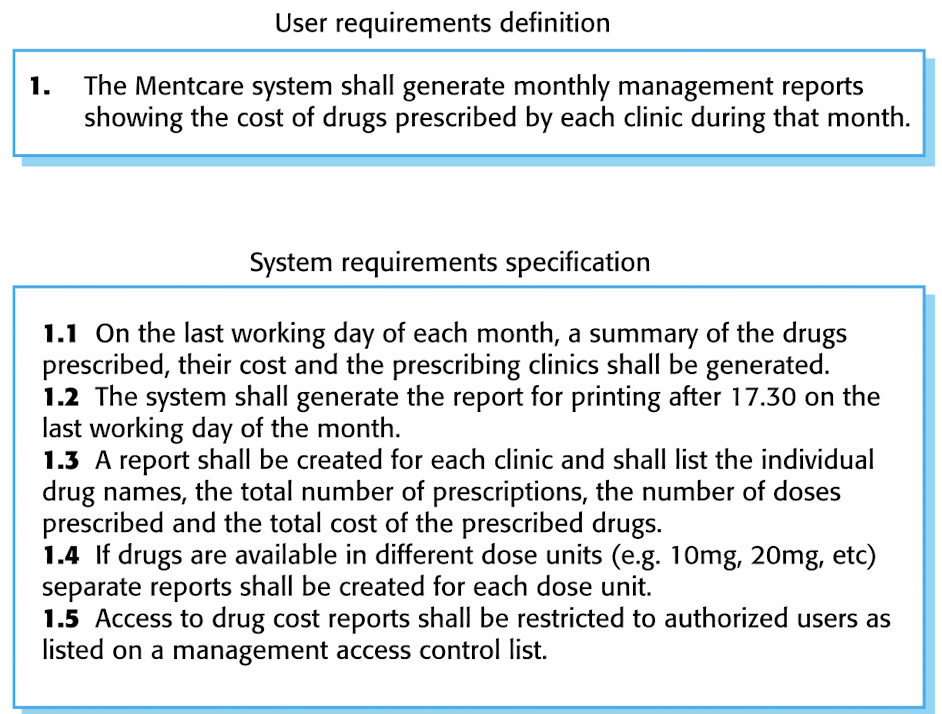 User requirements definition
1. The Mentcare system shall generate monthly management reports
showing the cost of drugs prescribed by each clinic during that month.
System requirements specification
1.1 On the last working day of each month, a summary of the drugs
prescribed, their cost and the prescribing clinics shall be generated.
1.2 The system shall generate the report for printing after 17.30 on the
last working day of the month.
1.3 A report shall be created for each clinic and shall list the individual
drug names, the total number of prescriptions, the number of doses
prescribed and the total cost of the prescribed drugs.
1.4 If drugs are available in different dose units (e.g. 10mg, 20mg, etc)
separate reports shall be created for each dose unit.
1.5 Access to drug cost reports shall be restricted to authorized users as
listed on a management access control list.